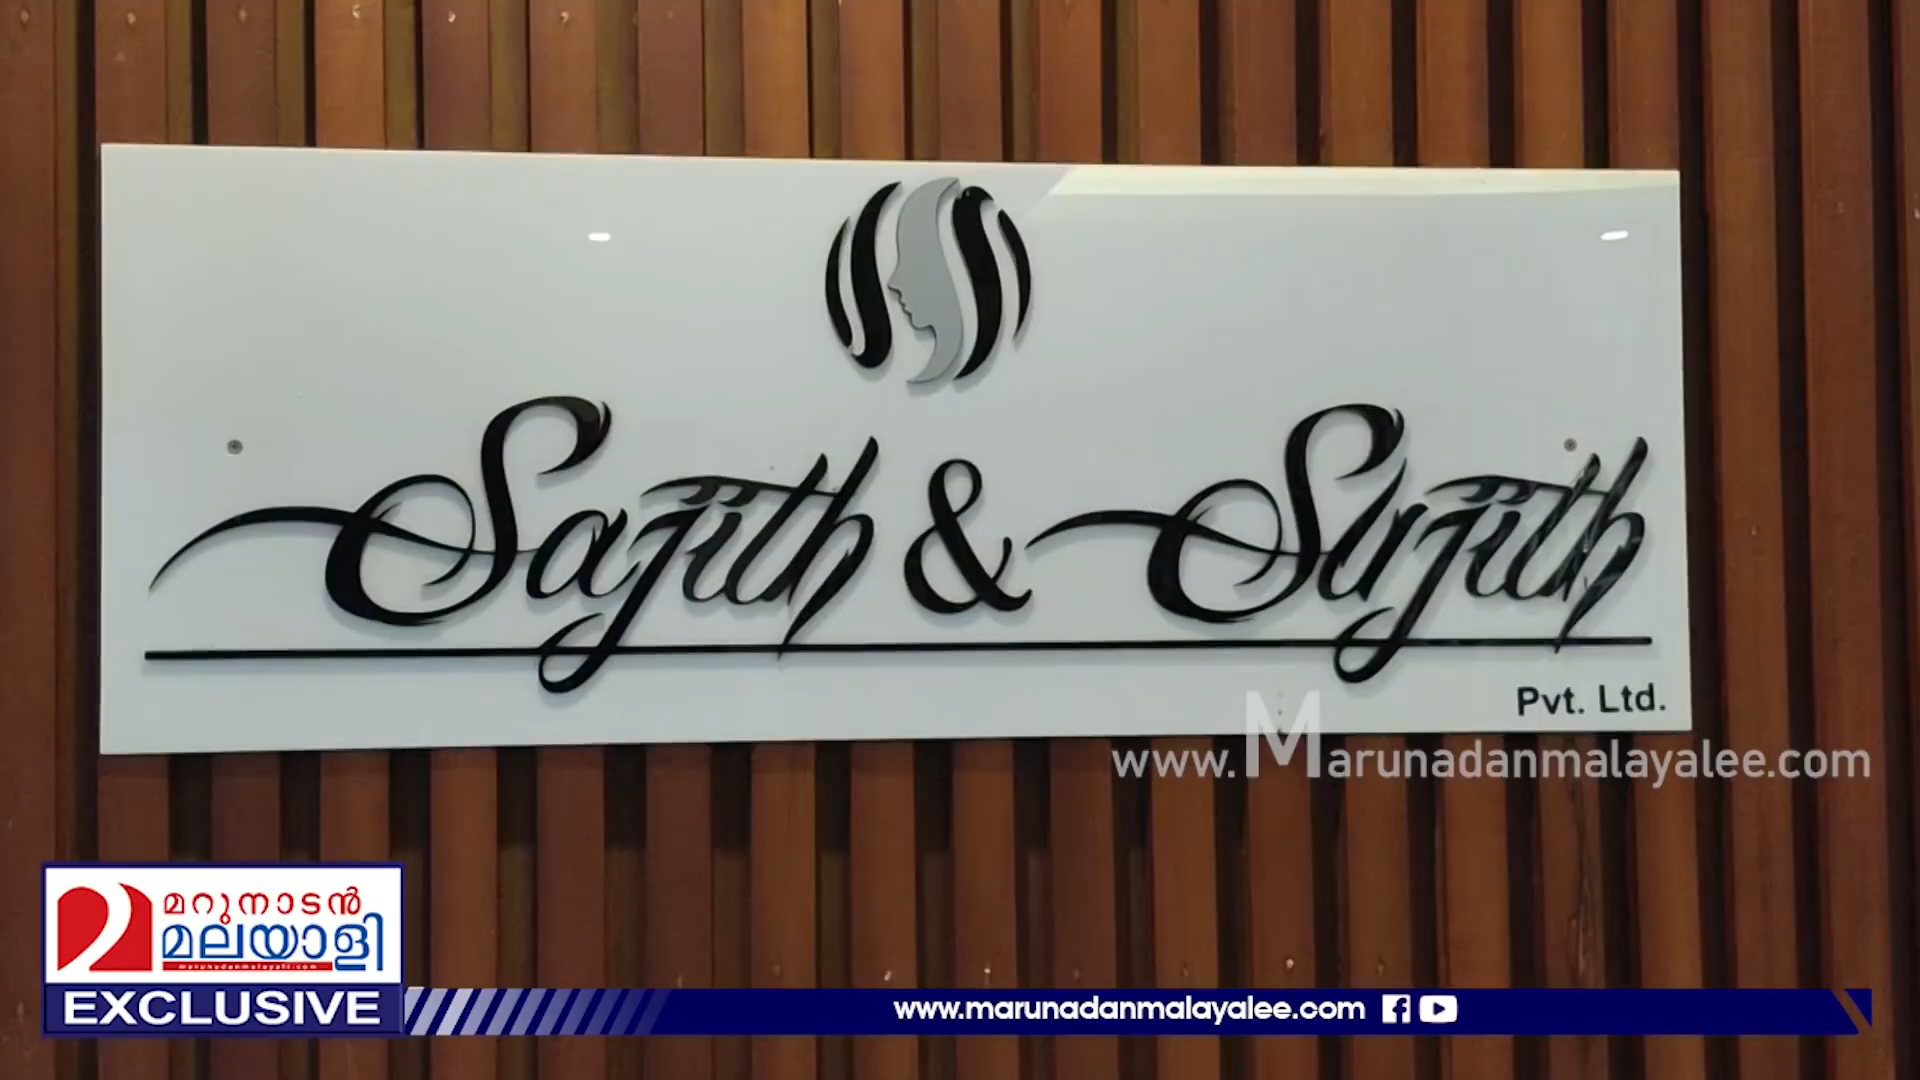 Sajith & Sujith
Pvt. Ltd.
www.Marunadanmalayalee.com
മറുനാടൻ
മലയാളി
EXCLUSIVE
www.marunadanmalayalee.com